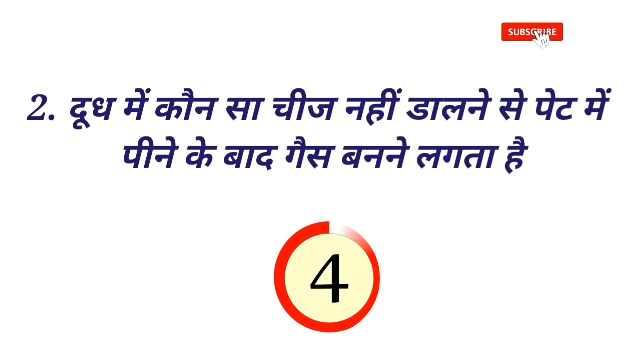 SUBSCRIBE
2. दूध में कौन सा चीज नहीं डालने से पेट में
पीने के बाद गैस बनने लगता है
4